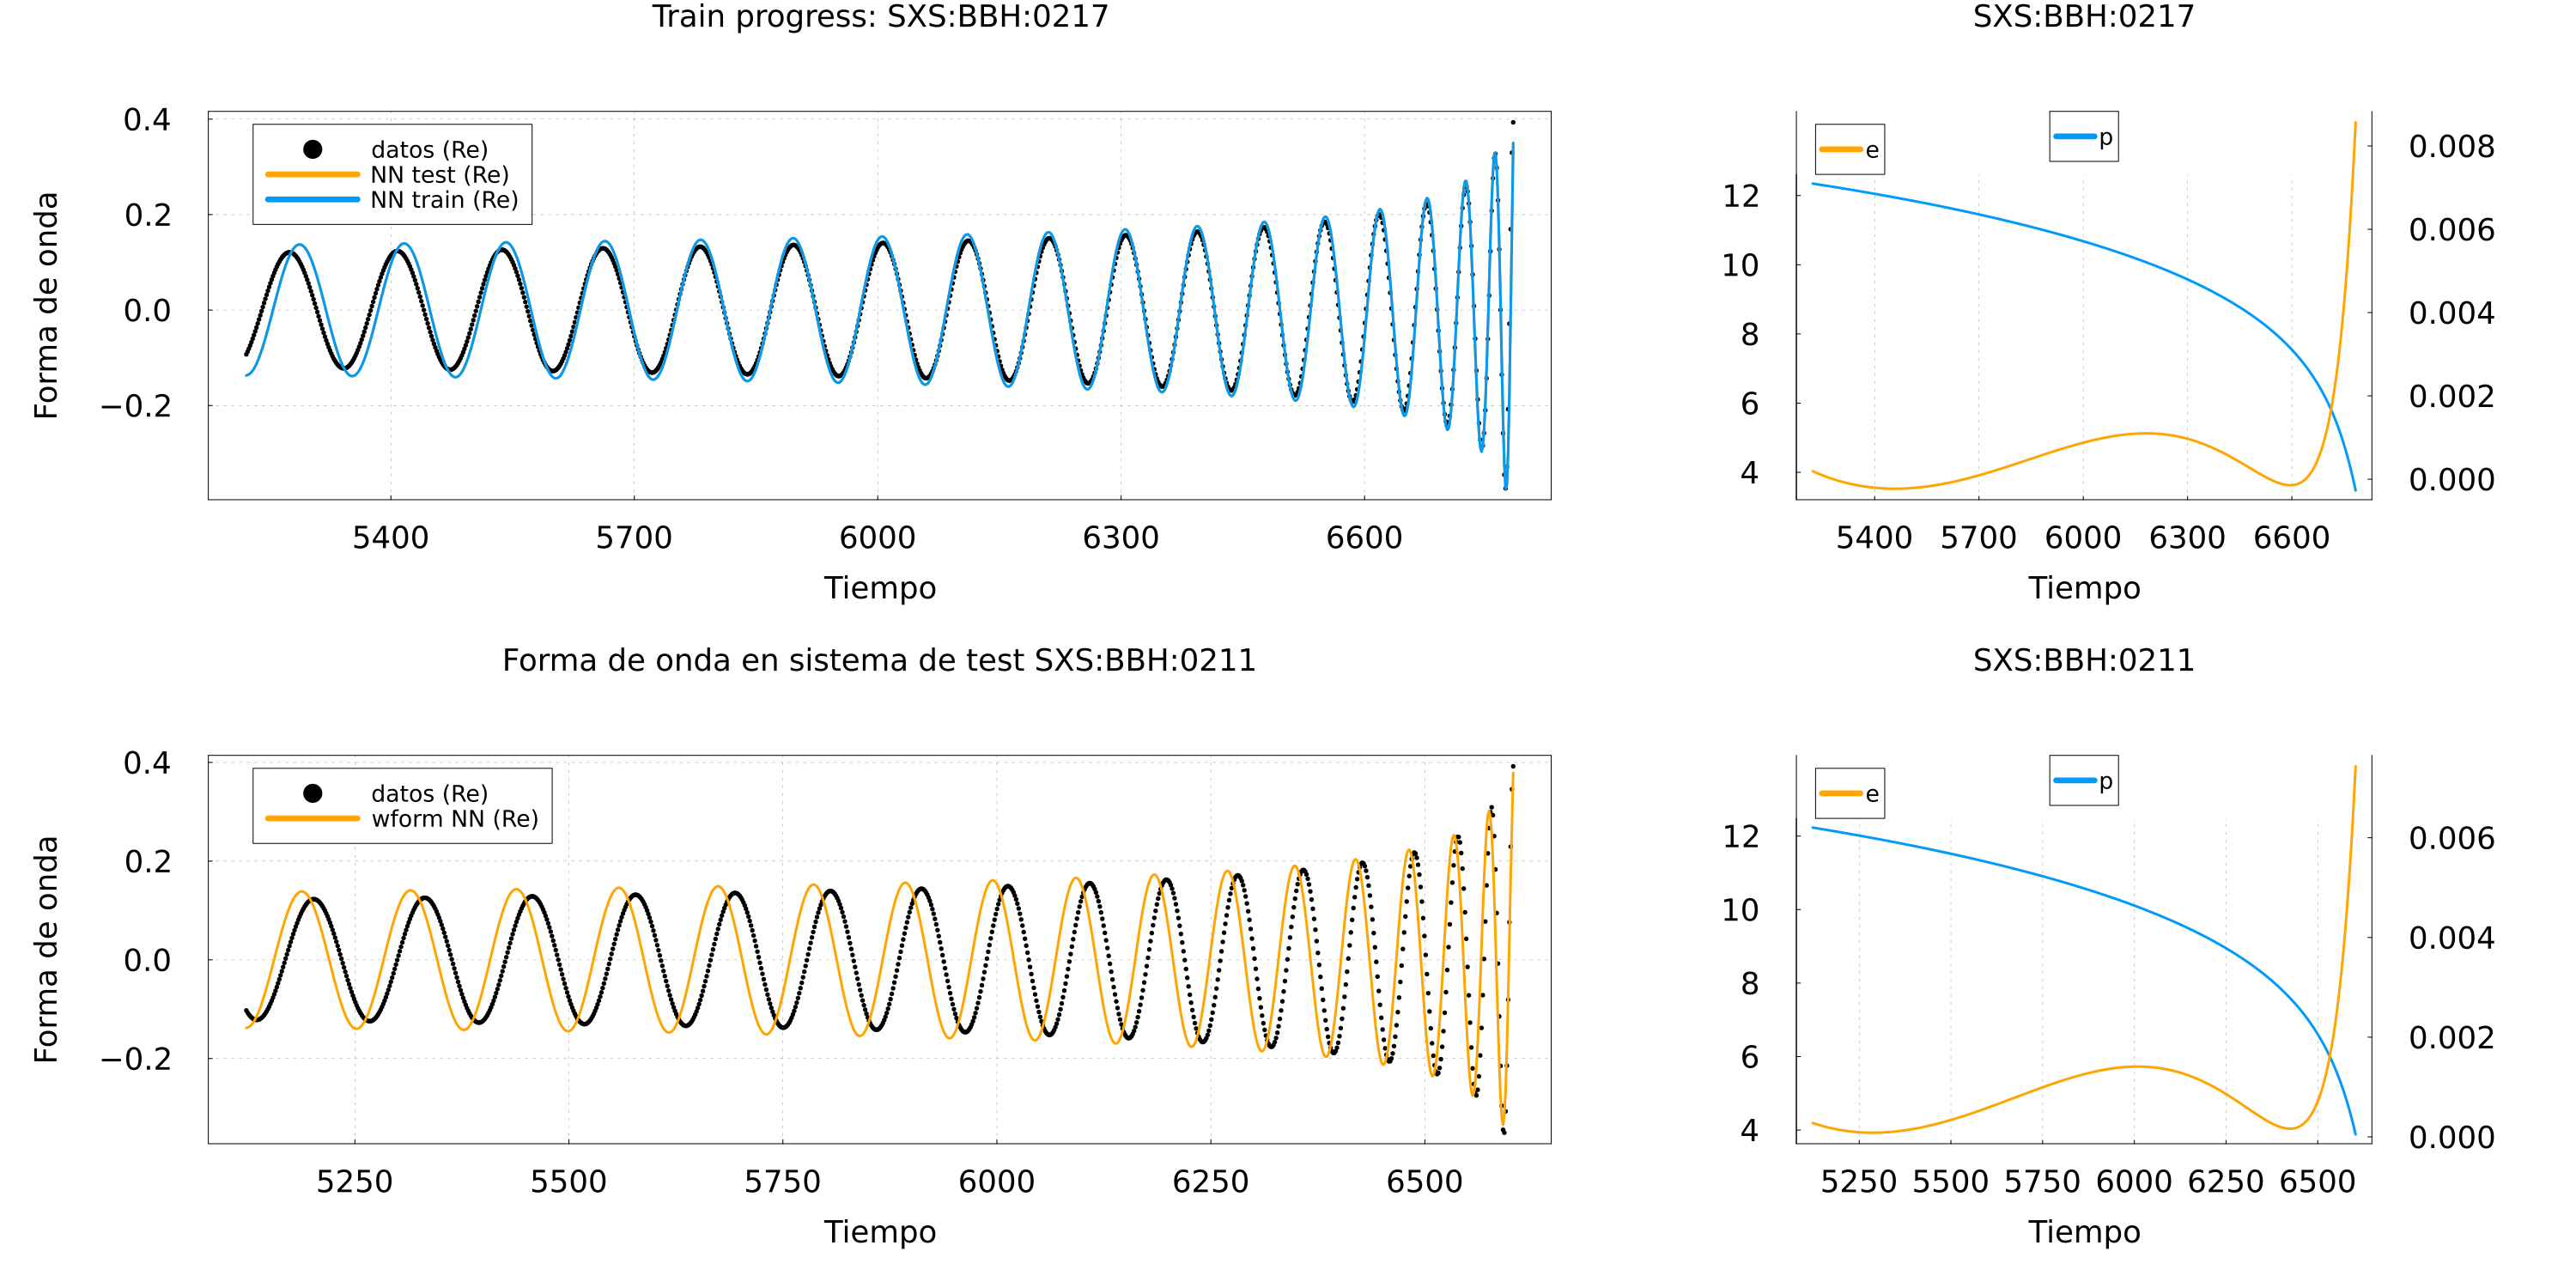 Train progress: SXS:BBH:0217
0.4
0.2
0.0
−0.2
Forma de onda
datos (Re)
NN test (Re)
NN train (Re)
5400 5700 6000 6300 6600
Tiempo
SXS:BBH:0217
e
p
12
10
8
6
4
0.008
0.006
0.004
0.002
0.000
5400 5700 6000 6300 6600
Tiempo
Forma de onda en sistema de test SXS:BBH:0211
0.4
0.2
0.0
−0.2
Forma de onda
datos (Re)
wform NN (Re)
5250 5500 5750 6000 6250 6500
Tiempo
SXS:BBH:0211
e
p
12
10
8
6
4
0.006
0.004
0.002
0.000
5250 5500 5750 6000 6250 6500
Tiempo